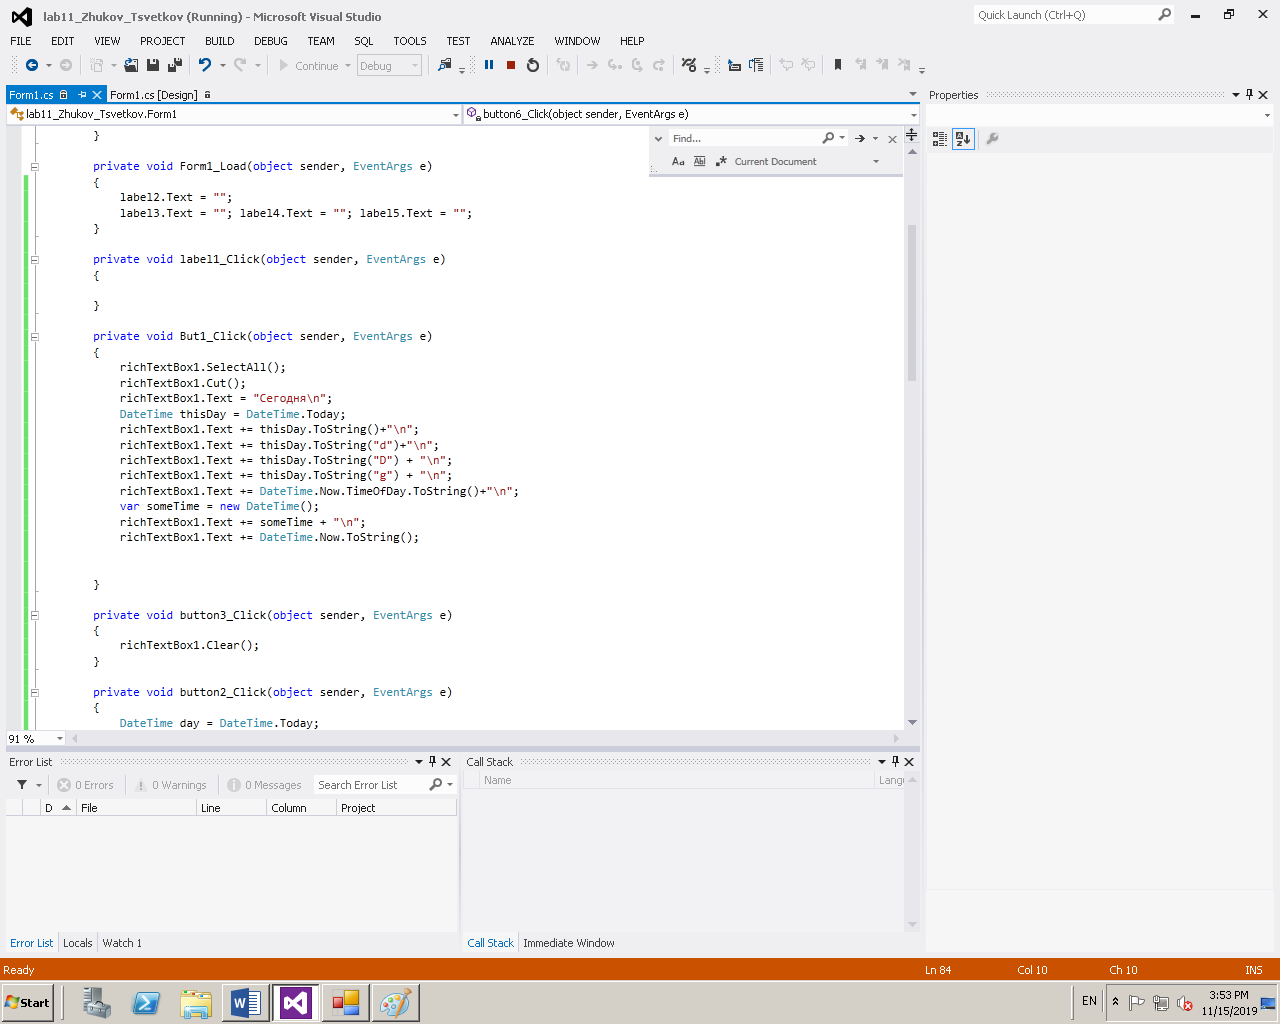 lab11_Zhukov_Tsvetkov (Running) - Microsoft Visual Studio
Quick Launch (Ctrl+Q)
FILE EDIT VIEW PROJECT BUILD DEBUG TEAM SQL TOOLS TEST ANALYZE WINDOW HELP
Continue Debug
Form1.cs Form1.cs [Design]
Properties
lab11_Zhukov_Tsvetkov.Form1 button6_Click(object sender, EventArgs e)
Find...
Aa Ab Current Document
}
private void Form1_Load(object sender, EventArgs e)
{
label2.Text = "";
label3.Text = ""; label4.Text = ""; label5.Text = "";
}
private void label1_Click(object sender, EventArgs e)
{
}
private void But1_Click(object sender, EventArgs e)
{
richTextBox1.SelectAll();
richTextBox1.Cut();
richTextBox1.Text = "Сегодня\n";
DateTime thisDay = DateTime.Today;
richTextBox1.Text += thisDay.ToString()+"\n";
richTextBox1.Text += thisDay.ToString("d")+"\n";
richTextBox1.Text += thisDay.ToString("D") + "\n";
richTextBox1.Text += thisDay.ToString("g") + "\n";
richTextBox1.Text += DateTime.Now.TimeOfDay.ToString()+"\n";
var someTime = new DateTime();
richTextBox1.Text += someTime + "\n";
richTextBox1.Text += DateTime.Now.ToString();
}
private void button3_Click(object sender, EventArgs e)
{
richTextBox1.Clear();
}
private void button2_Click(object sender, EventArgs e)
{
DateTime day = DateTime.Today;
91 %
Error List
0 Errors 0 Warnings 0 Messages Search Error List
D File Line Column Project
Call Stack
Name Langu
Error List Locals Watch 1
Call Stack Immediate Window
Ready Ln 84 Col 10 Ch 10 INS
Start
EN
3:53 PM
11/15/2019